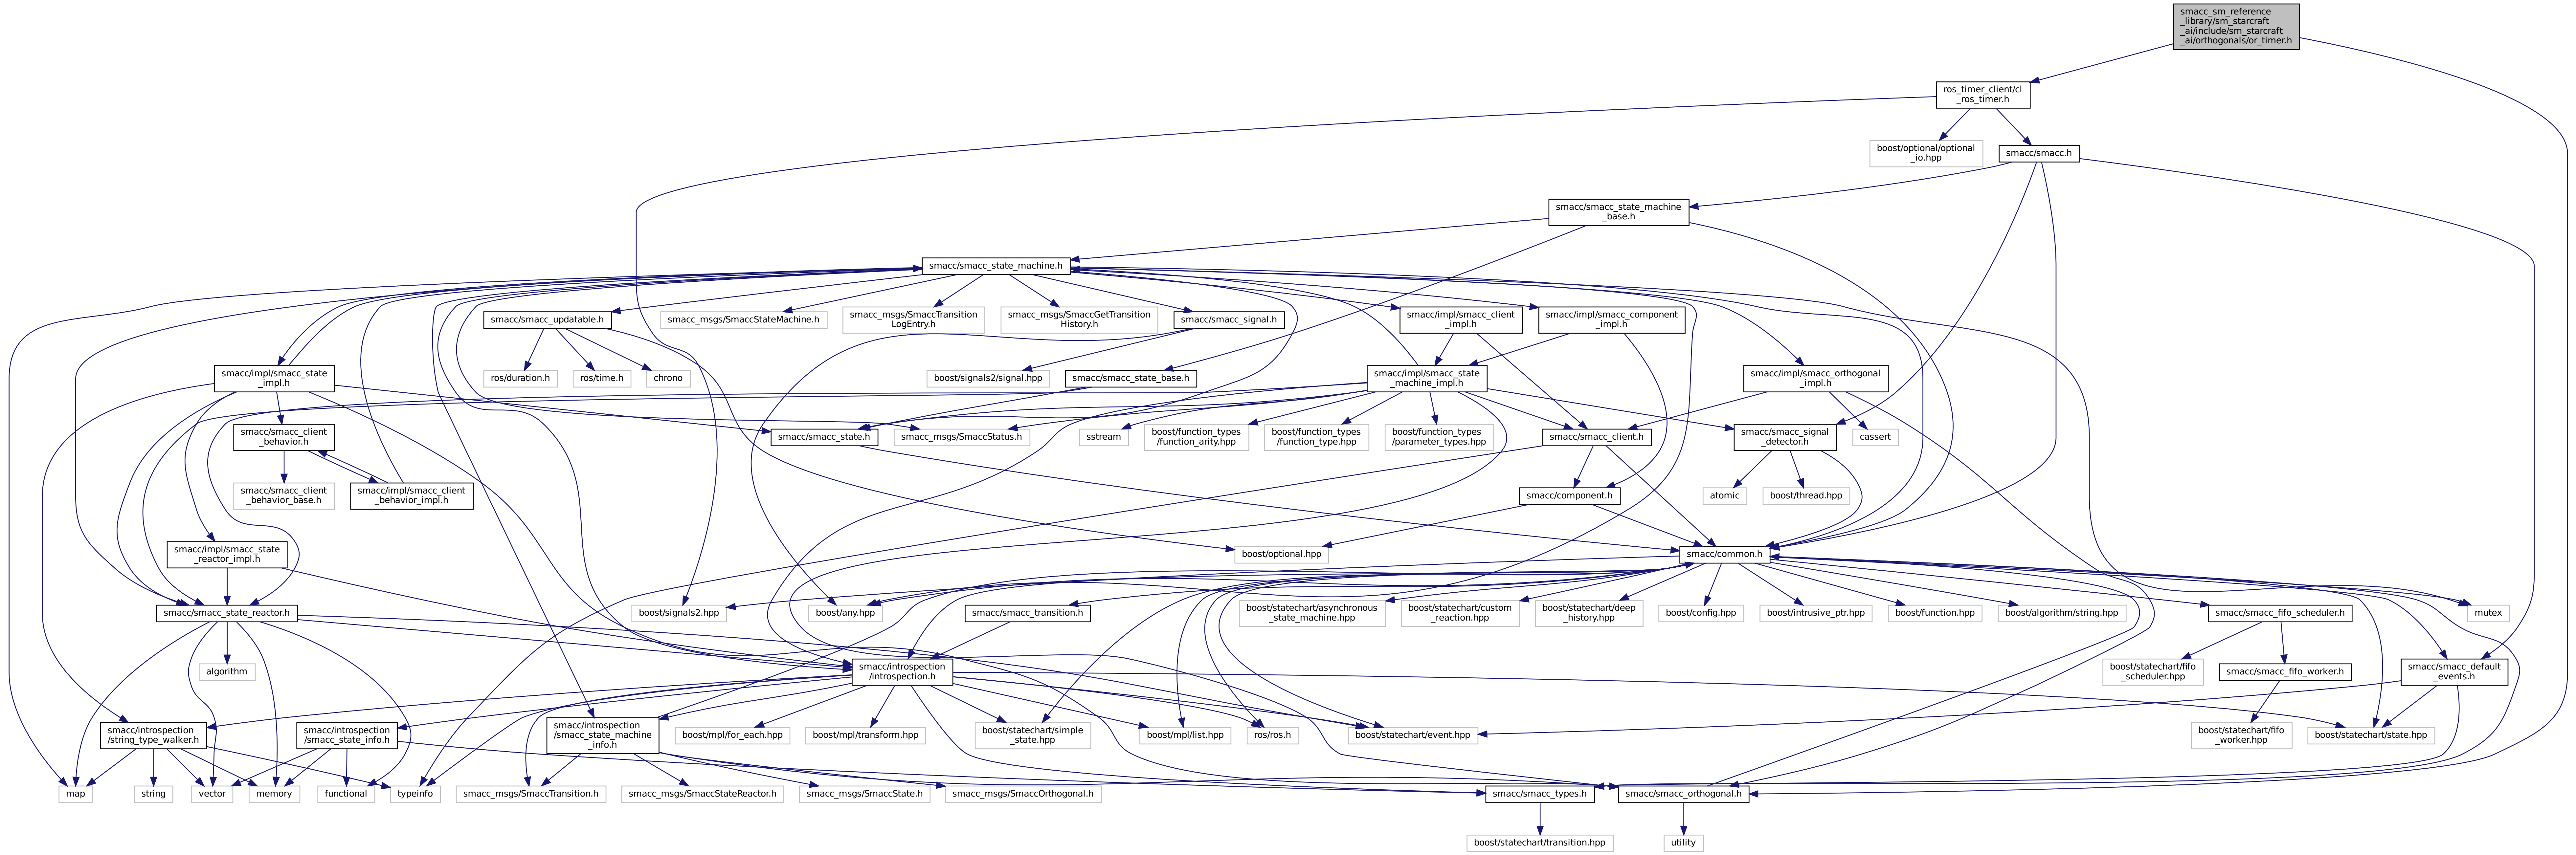 smacc_sm_reference
_library/sm_starcraft
_ai/include/sm_starcraft
_ai/orthogonals/or_timer.h
ros_timer_client/cl
_ros_timer.h
boost/optional/optional
_io.hpp
smacc/smacc.h
smacc/smacc_state_machine
_base.h
smacc/smacc_state_machine.h
smacc/smacc_updatable.h
smacc_msgs/SmaccStateMachine.h
smacc_msgs/SmaccTransition
LogEntry.h
smacc_msgs/SmaccGetTransition
History.h
smacc/smacc_signal.h
smacc/impl/smacc_client
_impl.h
smacc/impl/smacc_component
_impl.h
smacc/impl/smacc_state
_impl.h
ros/duration.h
ros/time.h
chrono
boost/signals2/signal.hpp
smacc/smacc_state_base.h
smacc/impl/smacc_state
_machine_impl.h
smacc/impl/smacc_orthogonal
_impl.h
smacc/smacc_client
_behavior.h
smacc/smacc_state.h
smacc_msgs/SmaccStatus.h
sstream
boost/function_types
/function_arity.hpp
boost/function_types
/function_type.hpp
boost/function_types
/parameter_types.hpp
smacc/smacc_client.h
smacc/smacc_signal
_detector.h
cassert
smacc/smacc_client
_behavior_base.h
smacc/impl/smacc_client
_behavior_impl.h
smacc/component.h
atomic
boost/thread.hpp
smacc/impl/smacc_state
_reactor_impl.h
boost/optional.hpp
smacc/common.h
smacc/smacc_state_reactor.h
boost/signals2.hpp
boost/any.hpp
smacc/smacc_transition.h
boost/statechart/asynchronous
_state_machine.hpp
boost/statechart/custom
_reaction.hpp
boost/statechart/deep
_history.hpp
boost/config.hpp
boost/intrusive_ptr.hpp
boost/function.hpp
boost/algorithm/string.hpp
smacc/smacc_fifo_scheduler.h
mutex
algorithm
smacc/introspection
/introspection.h
boost/statechart/fifo
_scheduler.hpp
smacc/smacc_fifo_worker.h
smacc/smacc_default
_events.h
smacc/introspection
/string_type_walker.h
smacc/introspection
/smacc_state_info.h
smacc/introspection
/smacc_state_machine
_info.h
boost/mpl/for_each.hpp
boost/mpl/transform.hpp
boost/statechart/simple
_state.hpp
boost/mpl/list.hpp
ros/ros.h
boost/statechart/event.hpp
boost/statechart/fifo
_worker.hpp
boost/statechart/state.hpp
map
string
vector
memory
functional
typeinfo
smacc_msgs/SmaccTransition.h
smacc_msgs/SmaccStateReactor.h
smacc_msgs/SmaccState.h
smacc_msgs/SmaccOrthogonal.h
smacc/smacc_types.h
smacc/smacc_orthogonal.h
boost/statechart/transition.hpp
utility